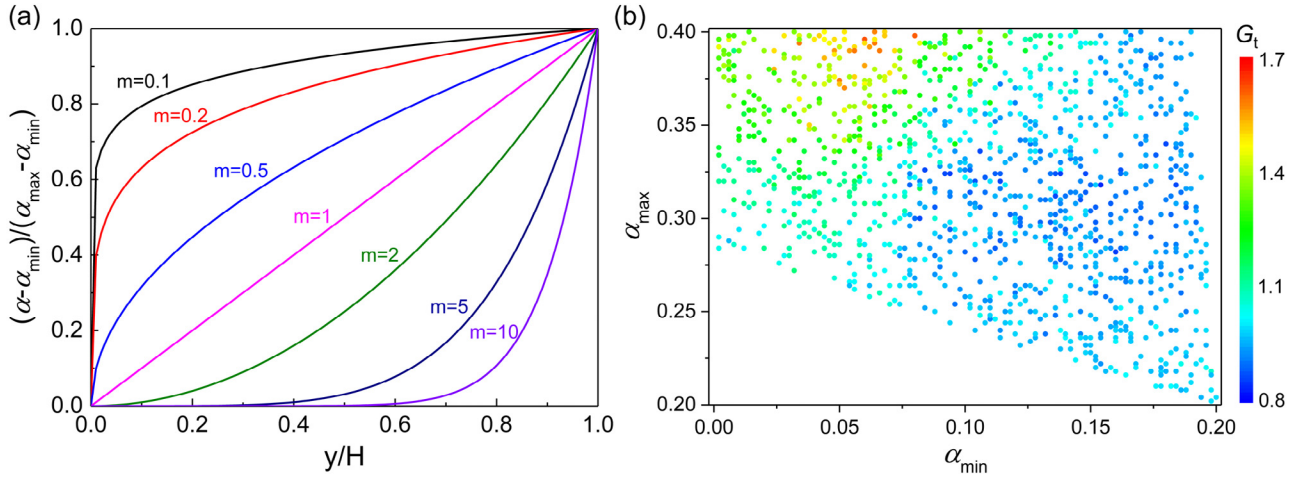 (a)
1.0
0.8
0.6
0.4
0.2
0.0
(α-α_min)/(α_max-α_min)
m=0.1
m=0.2
m=0.5
m=1
m=2
m=5
m=10
0.0 0.2 0.4 0.6 0.8 1.0
y/H
(b)
0.40
0.35
0.30
0.25
0.20
α_max
0.00 0.05 0.10 0.15 0.20
α_min
G_t
1.7
1.4
1.1
0.8